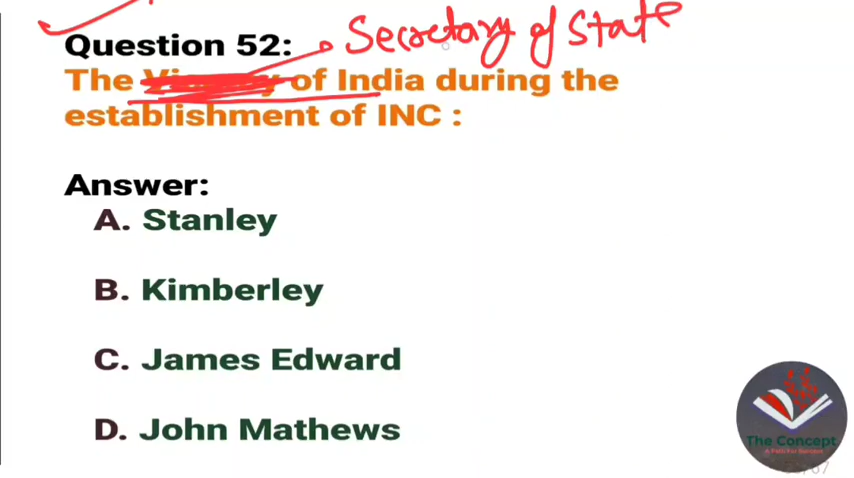 Secretary of State
Question 52:
The of India during the
establishment of INC :
Answer:
A. Stanley
B. Kimberley
C. James Edward
D. John Mathews
The Concept